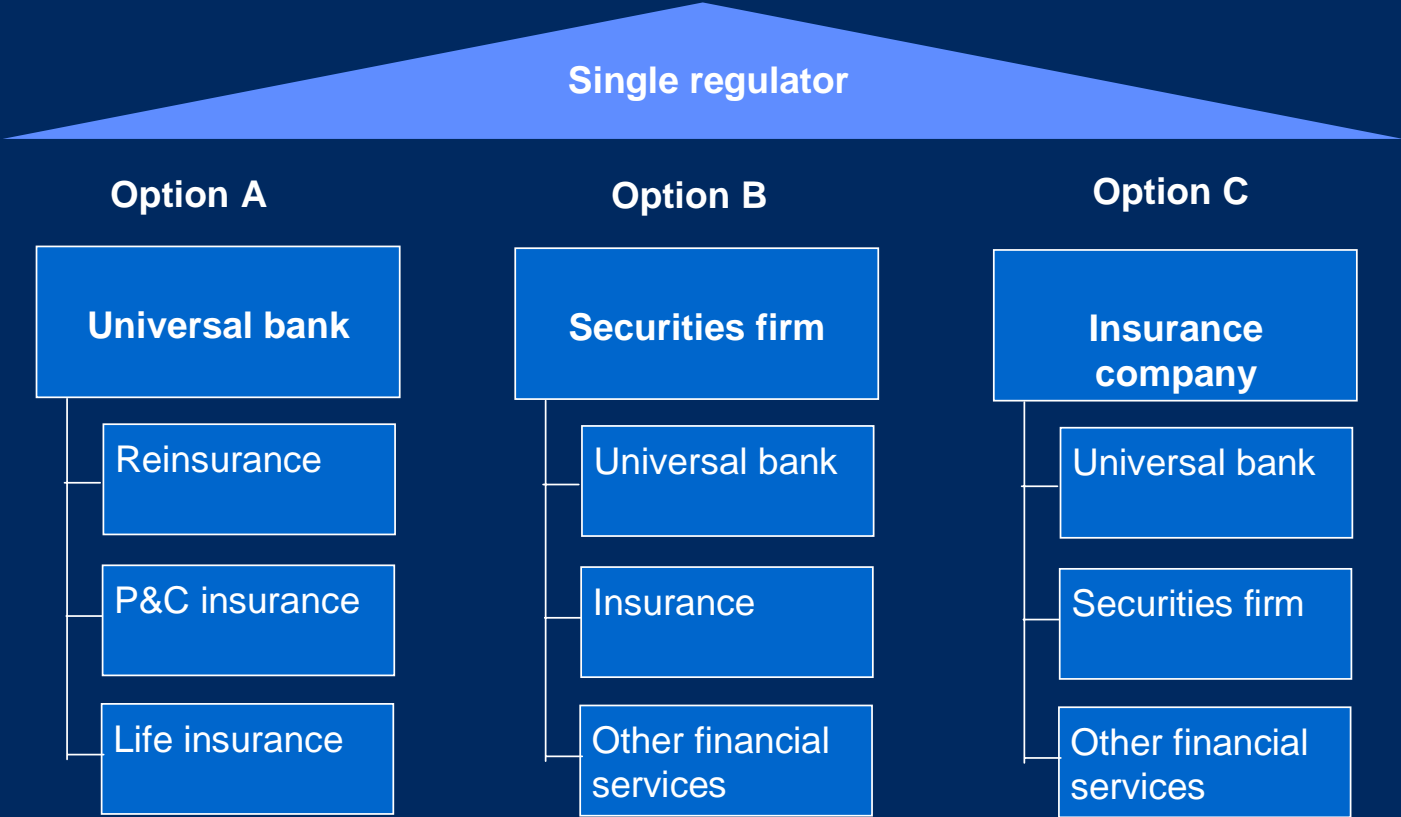 Single regulator
Option A
Universal bank
Reinsurance
P&C insurance
Life insurance
Option B
Securities firm
Universal bank
Insurance
Other financial
services
Option C
Insurance
company
Universal bank
Securities firm
Other financial
services